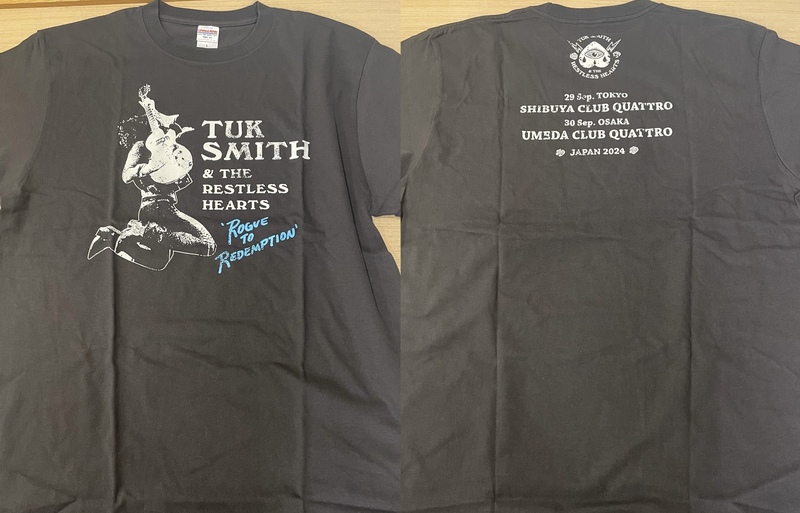 TUK
SMITH
& THE
RESTLESS
HEARTS
'ROGUE
TO
REDEMPTION'
TUK SMITH
& THE
RESTLESS HEARTS
29 Sep. TOKYO
SHIBUYA CLUB QUATTRO
30 Sep. OSAKA
UMEDA CLUB QUATTRO
JAPAN 2024